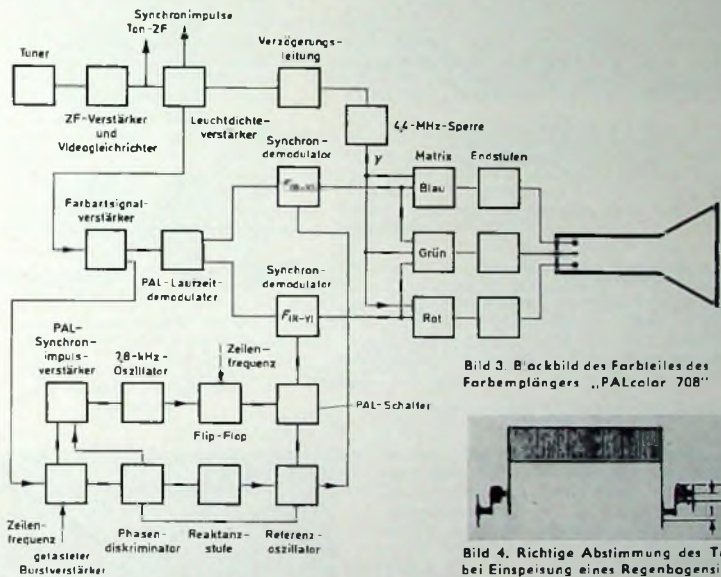 Synchronimpulse
Ton-ZF
Tuner
ZF-Verstärker
und
Videogleichrichter
Leuchtdichte-
verstärker
Verzögerungs-
leitung
4,4-MHz-Sperre
Y
Synchron-
demodulator
F(B-Y)
Matrix
Endstufen
Blau
Grün
Rot
Farbartsignal-
verstärker
PAL-Laufzeit-
demodulator
Synchron-
demodulator
F(R-Y)
PAL-
Synchron-
impuls-
verstärker
7,8-kHz-
Oszillator
Zeilen-
frequenz
Flip-Flop
PAL-Schalter
Zeilen-
frequenz
getasteter
Burstverstärker
Phasen-
diskriminator
Reaktanz-
stufe
Referenz-
oszillator
Bild 3. Blockbild des Farbteiles des
Farbempfängers „PALcolor 708"
Bild 4. Richtige Abstimmung des
bei Einspeisung eines